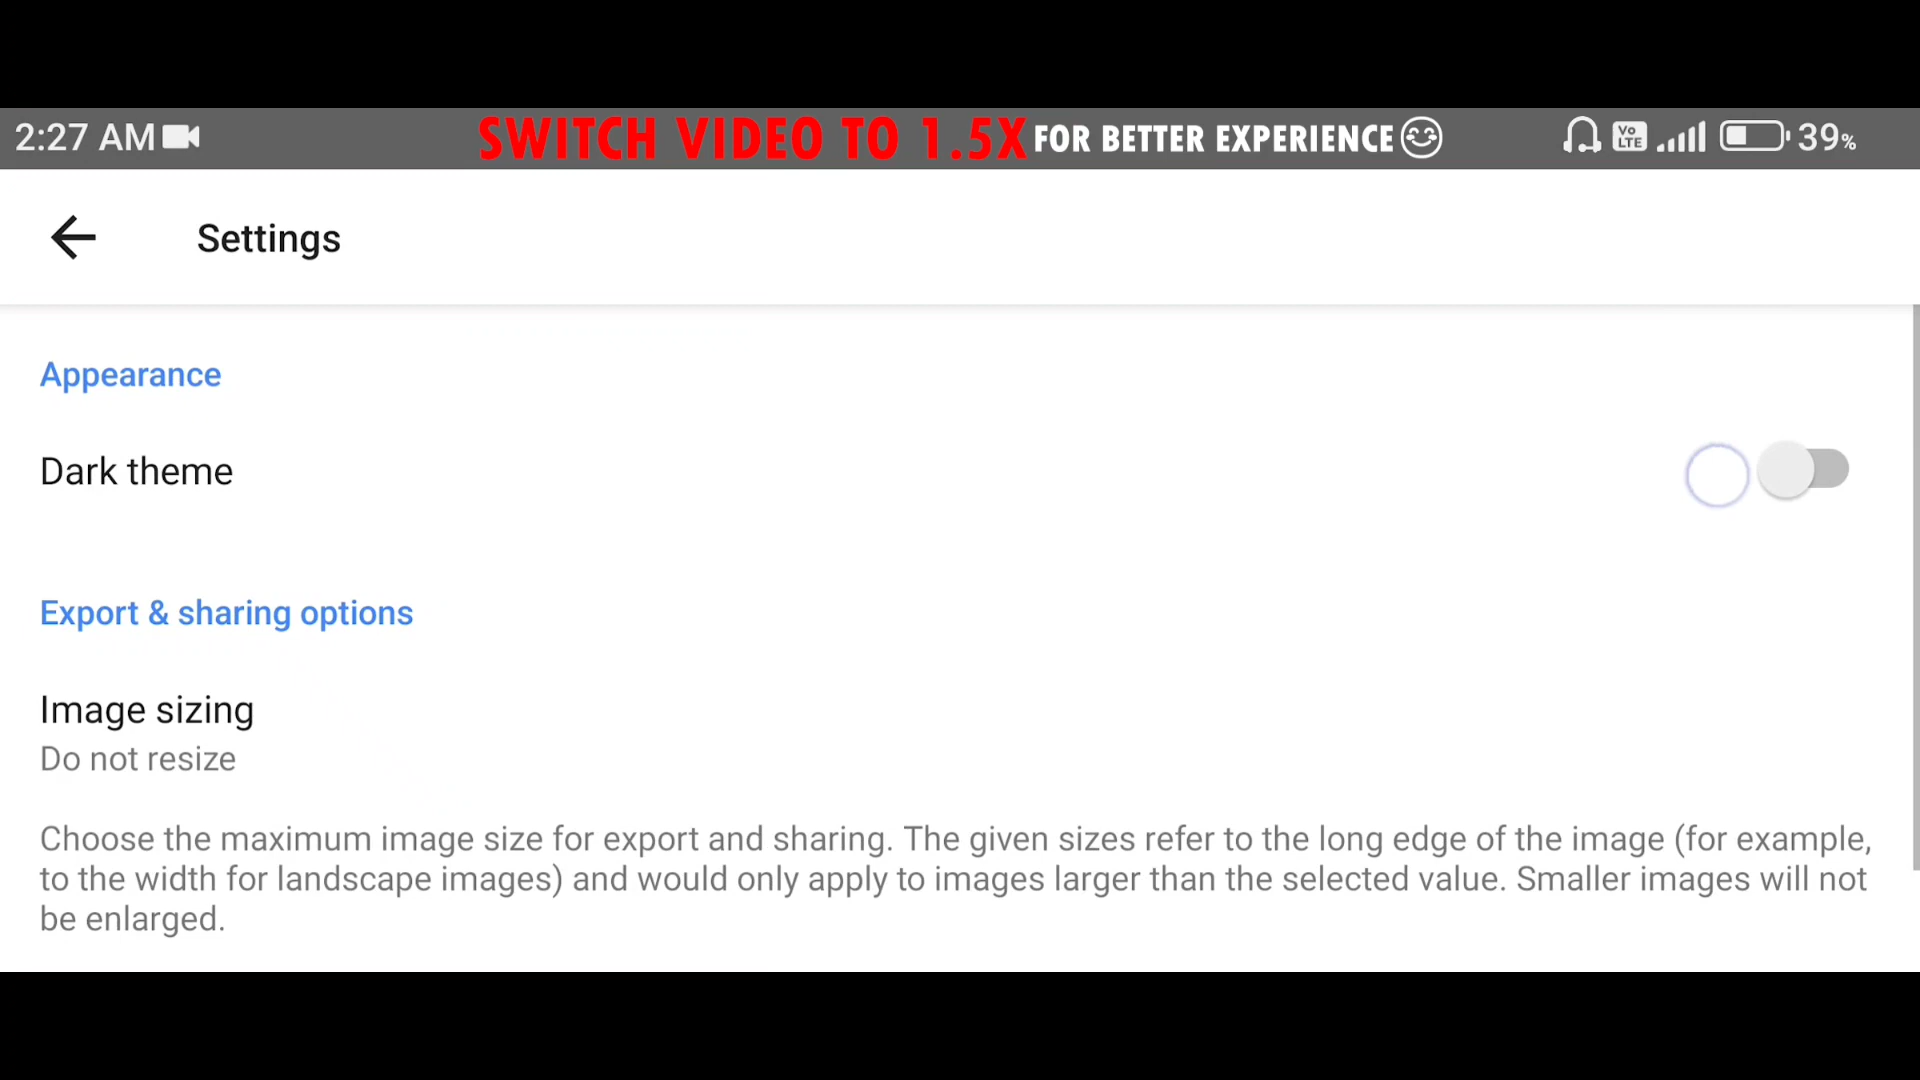 2:27 AM SWITCH VIDEO TO 1.5X FOR BETTER EXPERIENCE Vo LTE 39%
Settings
Appearance
Dark theme
Export & sharing options
Image sizing
Do not resize
Choose the maximum image size for export and sharing. The given sizes refer to the long edge of the image (for example,
to the width for landscape images) and would only apply to images larger than the selected value. Smaller images will not
be enlarged.